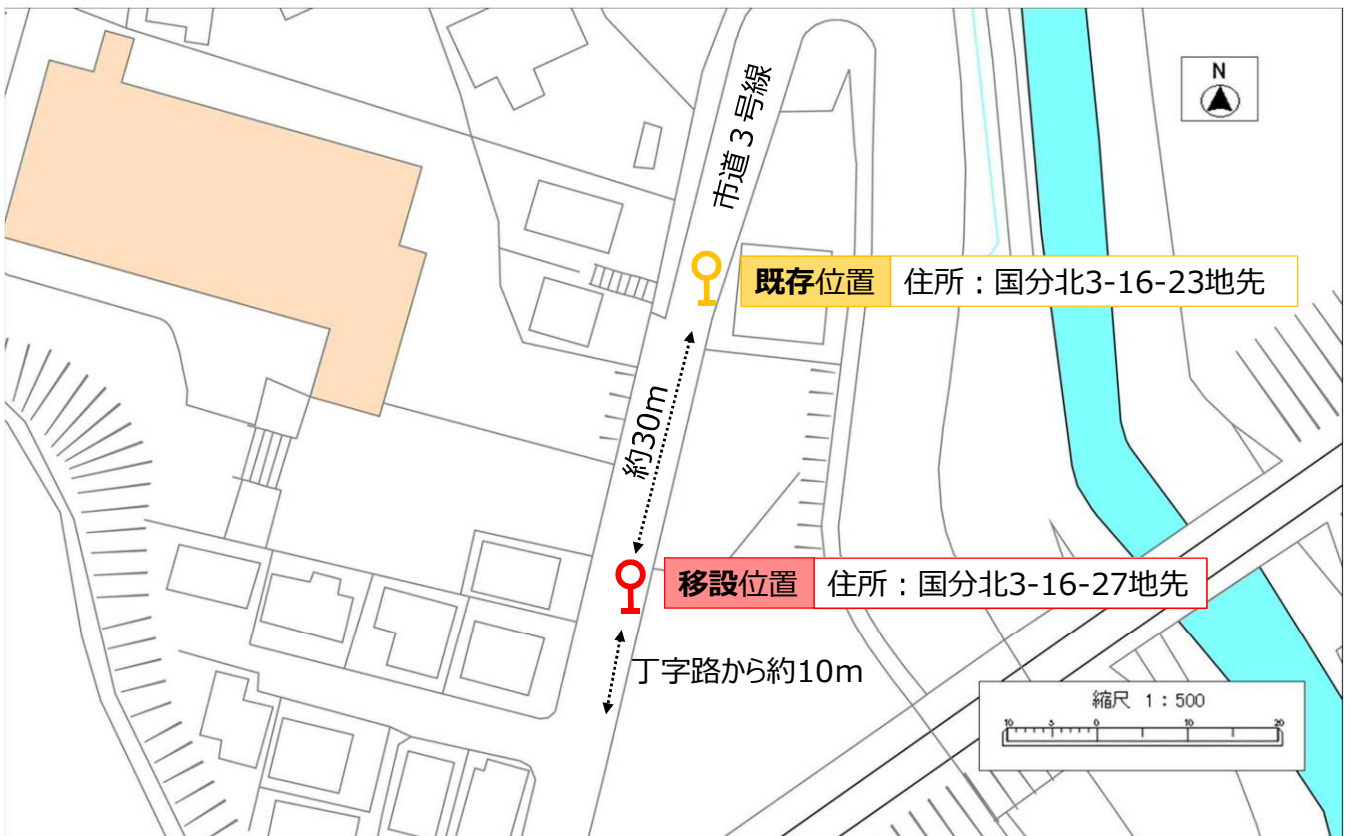 N
市道３号線
既存位置 住所：国分北3-16-23地先
約30m
移設位置 住所：国分北3-16-27地先
丁字路から約10m
縮尺 1：500
10 5 0 10 20